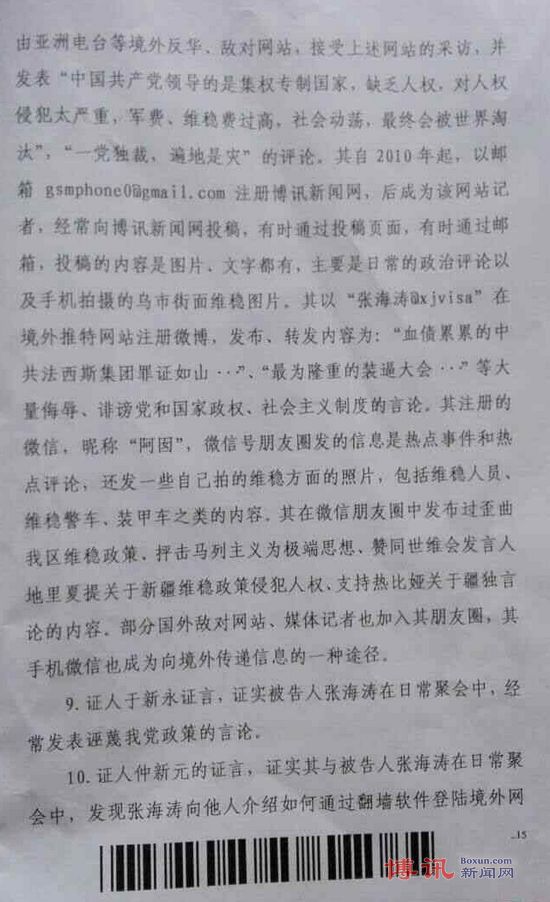 由亚洲电台等境外反华、敌对网站，接受上述网站的采访，并
发表“中国共产党领导的是集权专制国家，缺乏人权，对人权
侵犯太严重，军费、维稳费过高，社会动荡，最终会被世界淘
汰”，“一党独裁，遍地是灾”的评论。其自 2010 年起，以邮
箱 gsmphone0@gmail.com 注册博讯新闻网，后成为该网站记
者，经常向博讯新闻网投稿，有时通过投稿页面，有时通过邮
箱，投稿的内容是图片、文字都有，主要是日常的政治评论以
及手机拍摄的乌市街面维稳图片。其以“张海涛@xjvisa”在
境外推特网站注册微博，发布、转发内容为：“血债累累的中
共法西斯集团罪证如山···”、“最为隆重的装逼大会···”等大
量侮辱、诽谤党和国家政权、社会主义制度的言论。其注册的
微信，昵称“阿因”，微信号朋友圈发的信息是热点事件和热
点评论，还发一些自己拍的维稳方面的照片，包括维稳人员、
维稳警车、装甲车之类的内容。其在微信朋友圈中发布过歪曲
我区维稳政策、抨击马列主义为极端思想、赞同世维会发言人
地里夏提关于新疆维稳政策侵犯人权、支持热比娅关于疆独言
论的内容。部分国外敌对网站、媒体记者也加入其朋友圈，其
手机微信也成为向境外传递信息的一种途径。
9. 证人于新永证言，证实被告人张海涛在日常聚会中，经
常发表诬蔑我党政策的言论。
10. 证人仲新元的证言，证实其与被告人张海涛在日常聚
会中，发现张海涛向他人介绍如何通过翻墙软件登陆境外网
..15
博讯 Boxun.com
新闻网